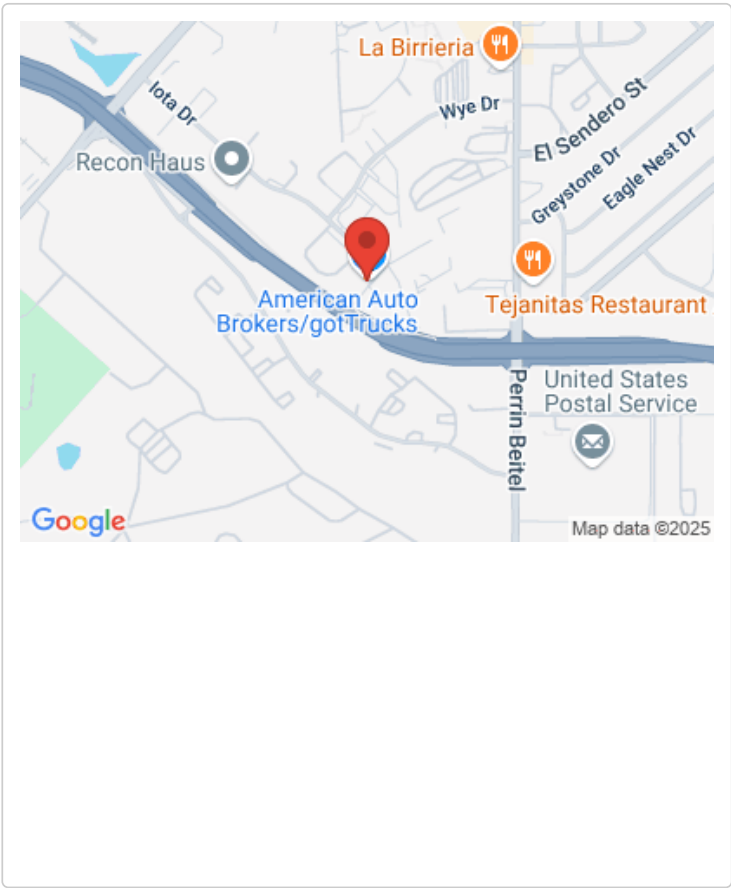 La Birrieria
Iota Dr
Wye Dr
El Sendero St
Recon Haus
Greystone Dr
Eagle Nest Dr
American Auto
Brokers/gotTrucks
Tejanitas Restaurant
Perrin Beitel
United States
Postal Service
Google
Map data ©2025